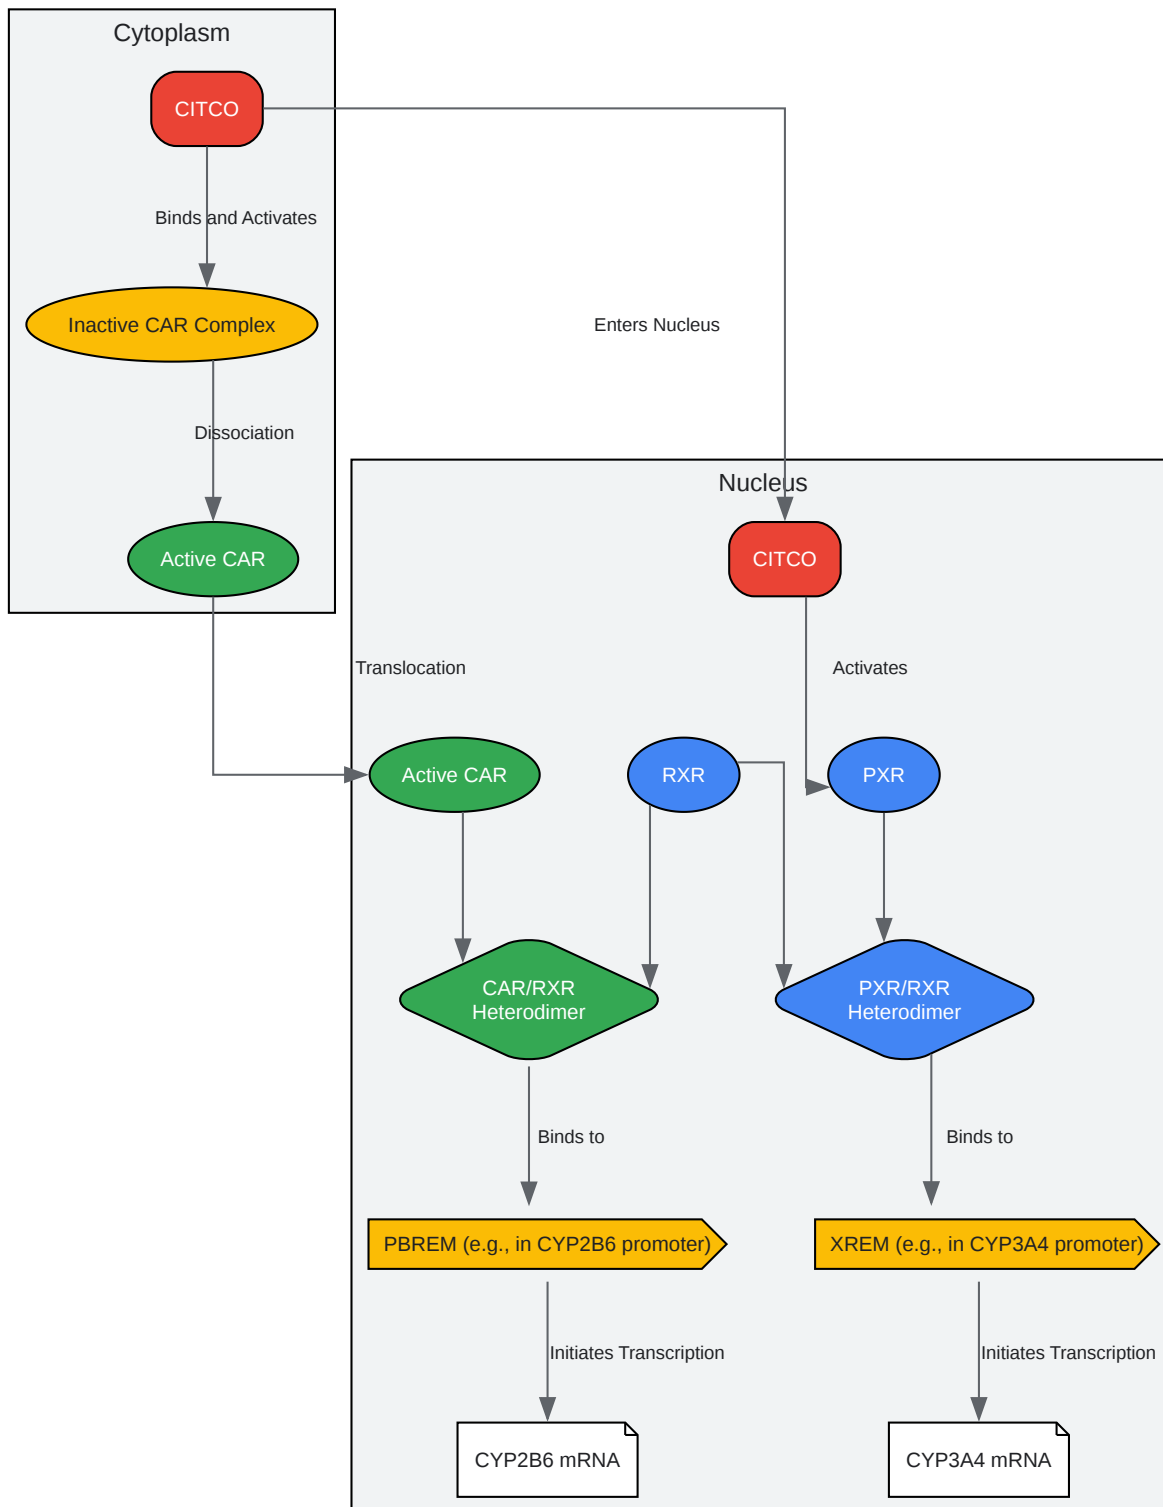 Cytoplasm
CITCO
Binds and Activates
Inactive CAR Complex
Enters Nucleus
Dissociation
Nucleus
Active CAR
CITCO
Translocation
Activates
Active CAR
RXR
PXR
CAR/RXR
Heterodimer
PXR/RXR
Heterodimer
Binds to
Binds to
PBREM (e.g., in CYP2B6 promoter)
XREM (e.g., in CYP3A4 promoter)
Initiates Transcription
Initiates Transcription
CYP2B6 mRNA
CYP3A4 mRNA